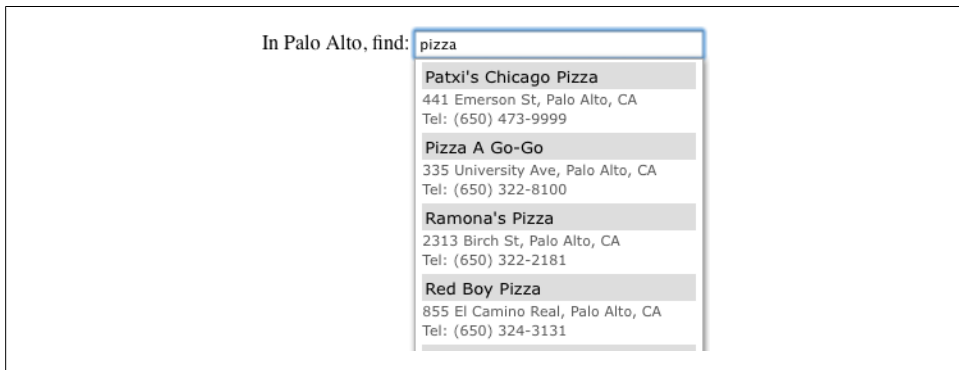 In Palo Alto, find: pizza
Patxi's Chicago Pizza
441 Emerson St, Palo Alto, CA
Tel: (650) 473-9999
Pizza A Go-Go
335 University Ave, Palo Alto, CA
Tel: (650) 322-8100
Ramona's Pizza
2313 Birch St, Palo Alto, CA
Tel: (650) 322-2181
Red Boy Pizza
855 El Camino Real, Palo Alto, CA
Tel: (650) 324-3131